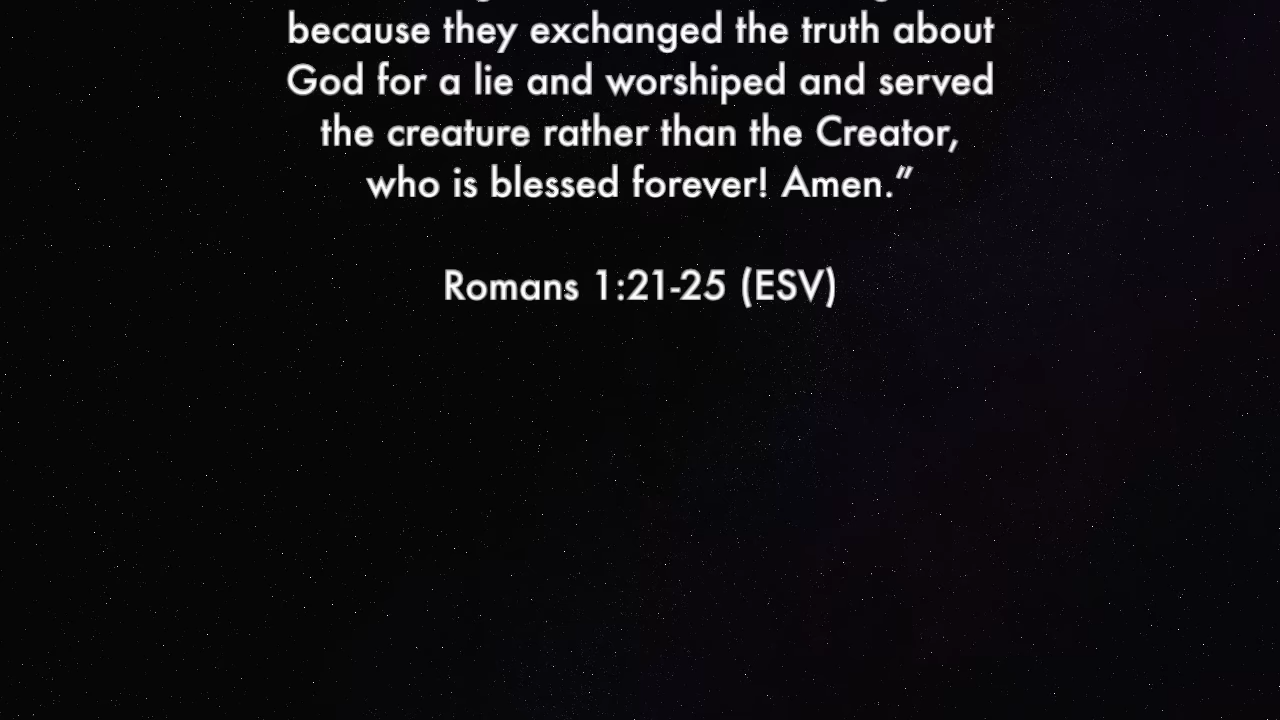 because they exchanged the truth about
God for a lie and worshiped and served
the creature rather than the Creator,
who is blessed forever! Amen.”
Romans 1:21-25 (ESV)